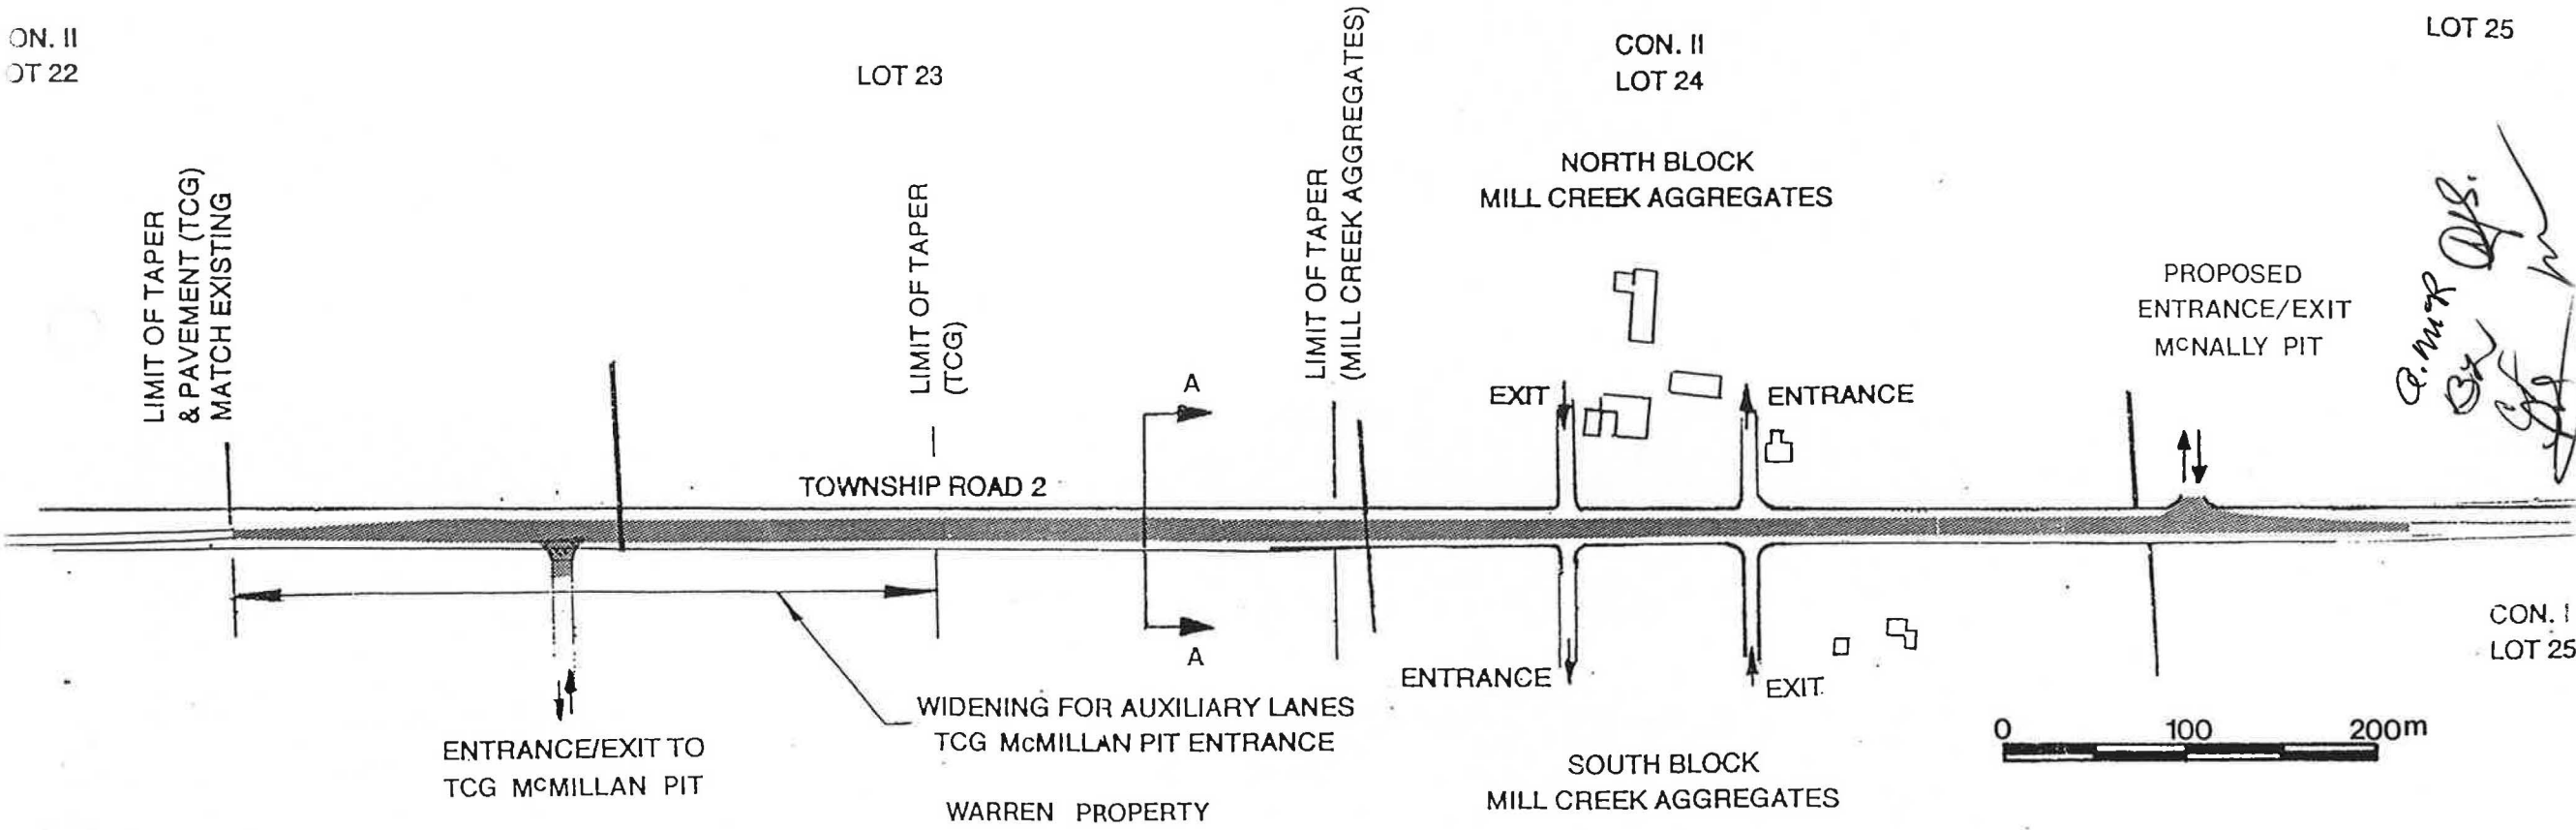 ON. II
OT 22
LOT 23
CON. II
LOT 24
LOT 25
NORTH BLOCK
MILL CREEK AGGREGATES
LIMIT OF TAPER
& PAVEMENT (TCG)
MATCH EXISTING
LIMIT OF TAPER
(TCG)
LIMIT OF TAPER
(MILL CREEK AGGREGATES)
PROPOSED
ENTRANCE/EXIT
McNALLY PIT
A
EXIT
ENTRANCE
TOWNSHIP ROAD 2
A
ENTRANCE
EXIT
CON. I
LOT 25
WIDENING FOR AUXILIARY LANES
TCG McMILLAN PIT ENTRANCE
ENTRANCE/EXIT TO
TCG McMILLAN PIT
0 100 200m
SOUTH BLOCK
MILL CREEK AGGREGATES
WARREN PROPERTY